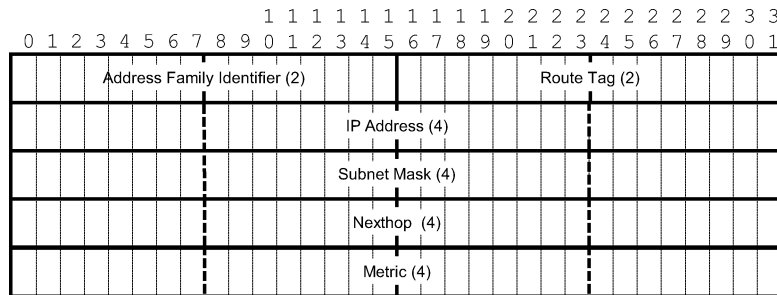 1 1 1 1 1 1 1 1 1 1 2 2 2 2 2 2 2 2 2 2 3 3
0 1 2 3 4 5 6 7 8 9 0 1 2 3 4 5 6 7 8 9 0 1 2 3 4 5 6 7 8 9 0 1
Address Family Identifier (2) Route Tag (2)
IP Address (4)
Subnet Mask (4)
Nexthop (4)
Metric (4)